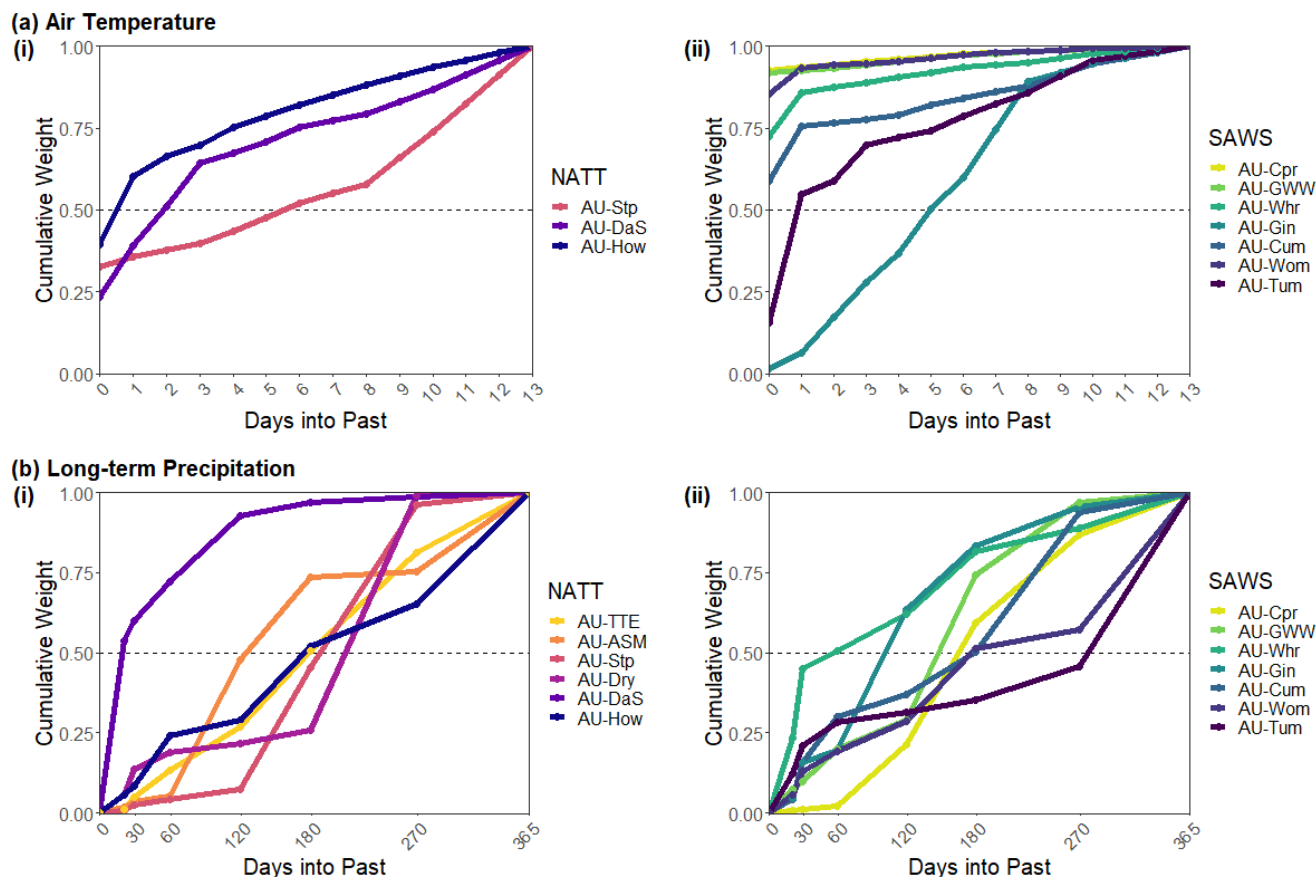 (a) Air Temperature
(i)
(ii)
Cumulative Weight
1.00
0.75
0.50
0.25
0.00
0 1 2 3 4 5 6 7 8 9 10 11 12 13
Days into Past
NATT
AU-Stp
AU-DaS
AU-How
Cumulative Weight
1.00
0.75
0.50
0.25
0.00
0 1 2 3 4 5 6 7 8 9 10 11 12 13
Days into Past
SAWS
AU-Cpr
AU-GWW
AU-Whr
AU-Gin
AU-Cum
AU-Wom
AU-Tum
(b) Long-term Precipitation
(i)
(ii)
Cumulative Weight
1.00
0.75
0.50
0.25
0.00
0 30 60 120 180 270 365
Days into Past
NATT
AU-TTE
AU-ASM
AU-Stp
AU-Dry
AU-DaS
AU-How
Cumulative Weight
1.00
0.75
0.50
0.25
0.00
0 30 60 120 180 270 365
Days into Past
SAWS
AU-Cpr
AU-GWW
AU-Whr
AU-Gin
AU-Cum
AU-Wom
AU-Tum